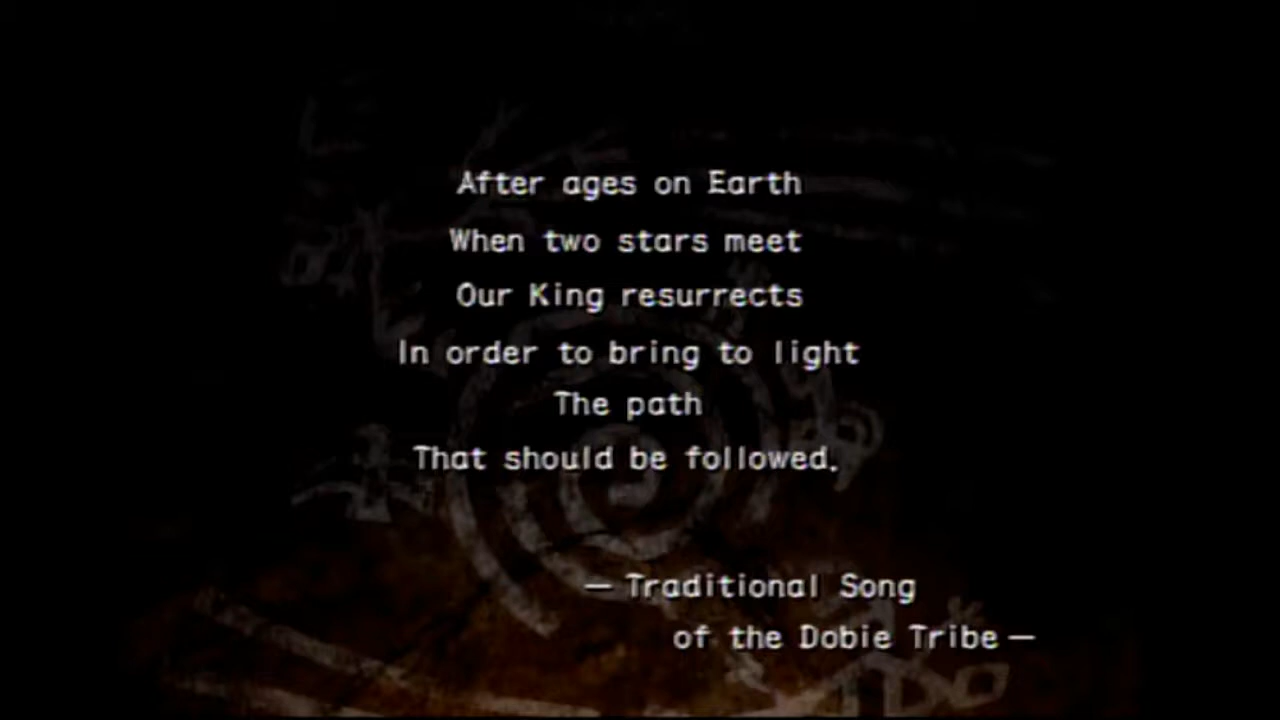 After ages on Earth
When two stars meet
Our King resurrects
In order to bring to light
The path
That should be followed.
— Traditional Song
of the Dobie Tribe —